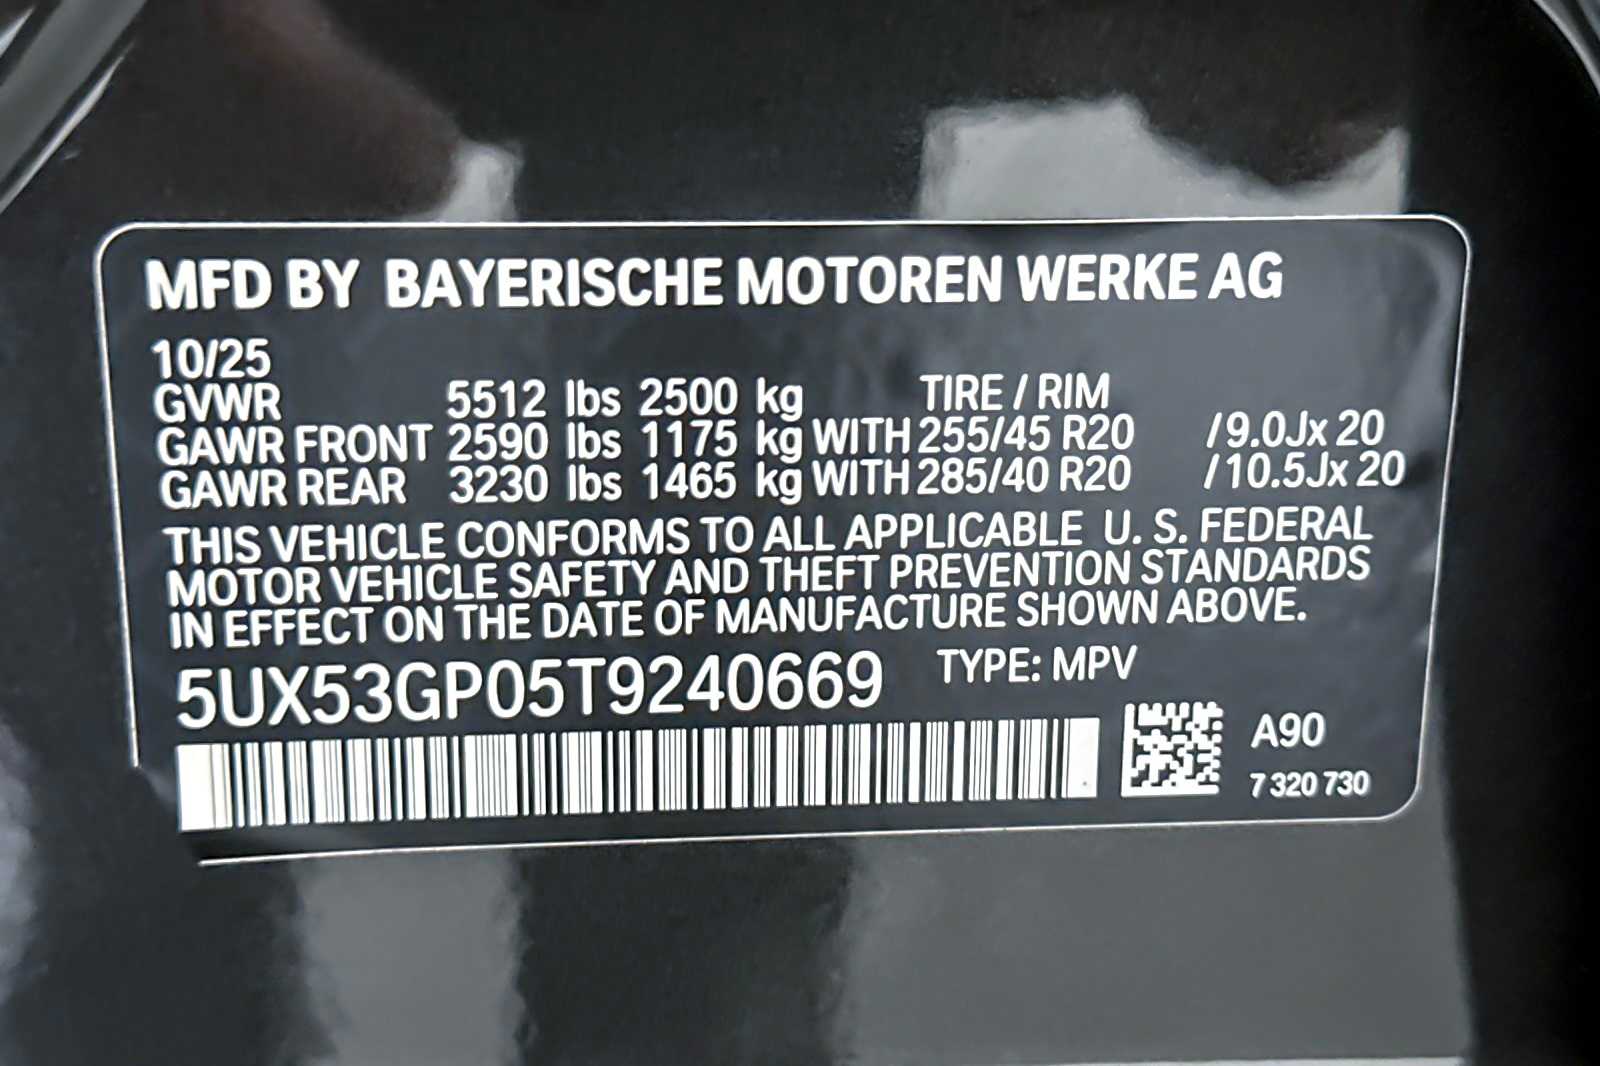 MFD BY BAYERISCHE MOTOREN WERKE AG
10/25
GVWR 5512 lbs 2500 kg TIRE / RIM
GAWR FRONT 2590 lbs 1175 kg WITH 255/45 R20 /9.0Jx 20
GAWR REAR 3230 lbs 1465 kg WITH 285/40 R20 /10.5Jx 20
THIS VEHICLE CONFORMS TO ALL APPLICABLE U. S. FEDERAL
MOTOR VEHICLE SAFETY AND THEFT PREVENTION STANDARDS
IN EFFECT ON THE DATE OF MANUFACTURE SHOWN ABOVE.
5UX53GP05T9240669 TYPE: MPV
A90
7 320 730